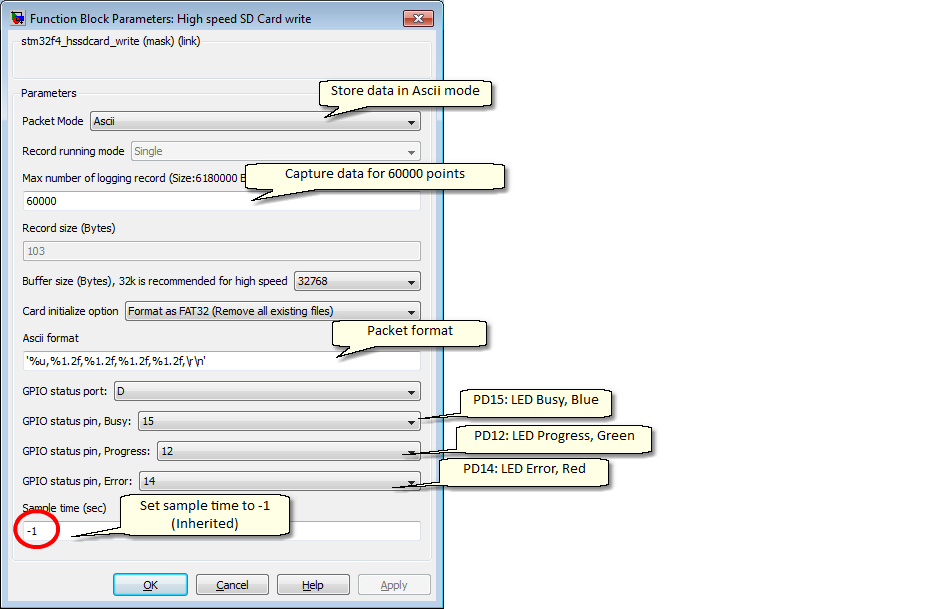 Function Block Parameters: High speed SD Card write
stm32f4_hssdcard_write (mask) (link)
Parameters
Store data in Ascii mode
Packet Mode Ascii
Record running mode Single
Max number of logging record (Size:6180000 B
Capture data for 60000 points
60000
Record size (Bytes)
103
Buffer size (Bytes), 32k is recommended for high speed 32768
Card initialize option Format as FAT32 (Remove all existing files)
Ascii format
Packet format
'%u,%1.2f,%1.2f,%1.2f,%1.2f,\r\n'
GPIO status port: D
PD15: LED Busy, Blue
GPIO status pin, Busy: 15
PD12: LED Progress, Green
GPIO status pin, Progress: 12
PD14: LED Error, Red
GPIO status pin, Error: 14
Sample time (sec)
Set sample time to -1
(Inherited)
-1
OK Cancel Help Apply